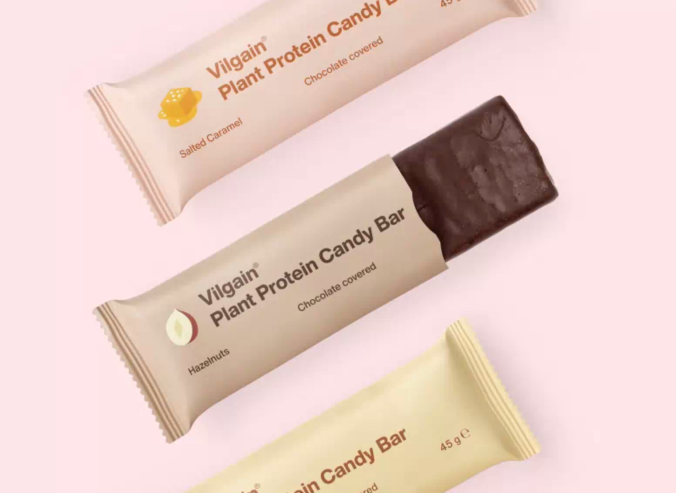 Vilgain®
Plant Protein Candy B
45 g
Chocolate covered
Salted Caramel
Vilgain®
Plant Protein Candy Bar
Chocolate covered
Hazelnuts
Candy Bar
45 g ℮